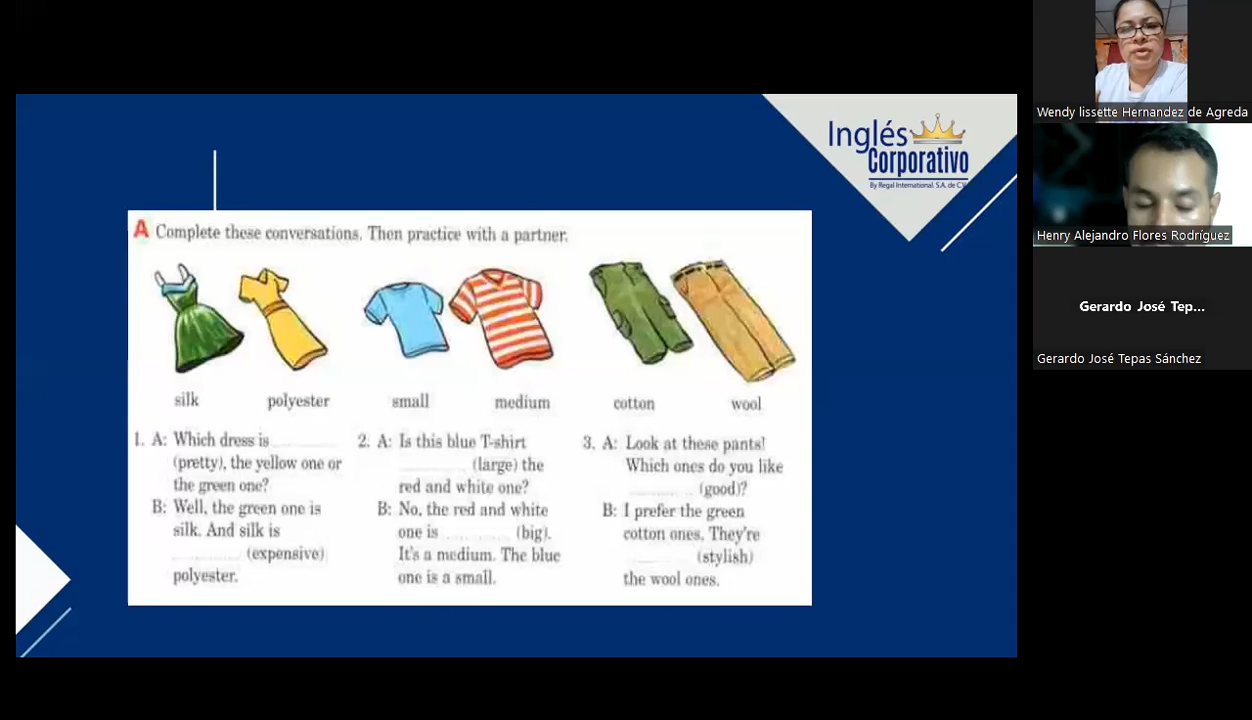 Inglés
Corporativo
By Regal International. S.A. de C.V.
A Complete these conversations. Then practice with a partner.
silk polyester small medium cotton wool
1. A: Which dress is ............
(pretty), the yellow one or
the green one?
B: Well, the green one is
silk. And silk is
............ (expensive)
polyester.
2. A: Is this blue T-shirt
............ (large) the
red and white one?
B: No, the red and white
one is ............ (big).
It's a medium. The blue
one is a small.
3. A: Look at these pants!
Which ones do you like
............ (good)?
B: I prefer the green
cotton ones. They're
............ (stylish)
the wool ones.
Wendy lissette Hernandez de Agreda
Henry Alejandro Flores Rodríguez
Gerardo José Tep...
Gerardo José Tepas Sánchez